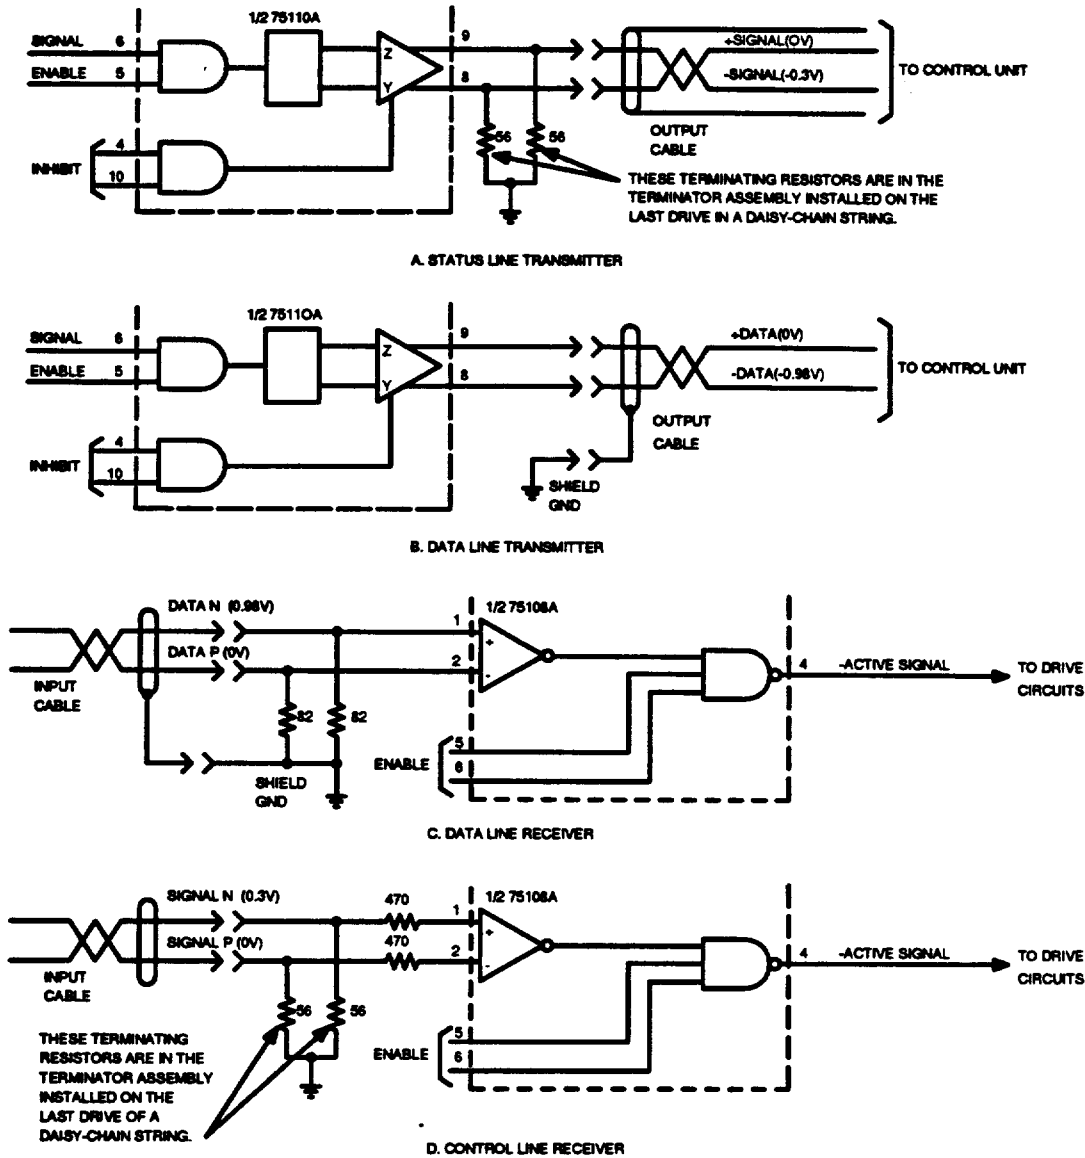 1/2 75110A
SIGNAL 6
ENABLE 5
4
INHIBIT
10
Z
Y
9
8
56 56
+SIGNAL(OV)
-SIGNAL(-0.3V)
TO CONTROL UNIT
OUTPUT
CABLE
THESE TERMINATING RESISTORS ARE IN THE
TERMINATOR ASSEMBLY INSTALLED ON THE
LAST DRIVE IN A DAISY-CHAIN STRING.
A. STATUS LINE TRANSMITTER
1/2 75110A
SIGNAL 6
ENABLE 5
4
INHIBIT
10
Z
Y
9
8
+DATA(0V)
-DATA(-0.98V)
TO CONTROL UNIT
OUTPUT
CABLE
SHIELD
GND
B. DATA LINE TRANSMITTER
DATA N (0.98V)
DATA P (0V)
INPUT
CABLE
82 82
SHIELD
GND
1/2 75108A
1
2
+
-
ENABLE
5
6
4 -ACTIVE SIGNAL
TO DRIVE
CIRCUITS
C. DATA LINE RECEIVER
SIGNAL N (0.3V)
SIGNAL P (0V)
INPUT
CABLE
470
470
56 56
THESE TERMINATING
RESISTORS ARE IN THE
TERMINATOR ASSEMBLY
INSTALLED ON THE
LAST DRIVE OF A
DAISY-CHAIN STRING.
1/2 75108A
1
2
+
-
ENABLE
5
6
4 -ACTIVE SIGNAL
TO DRIVE
CIRCUITS
D. CONTROL LINE RECEIVER